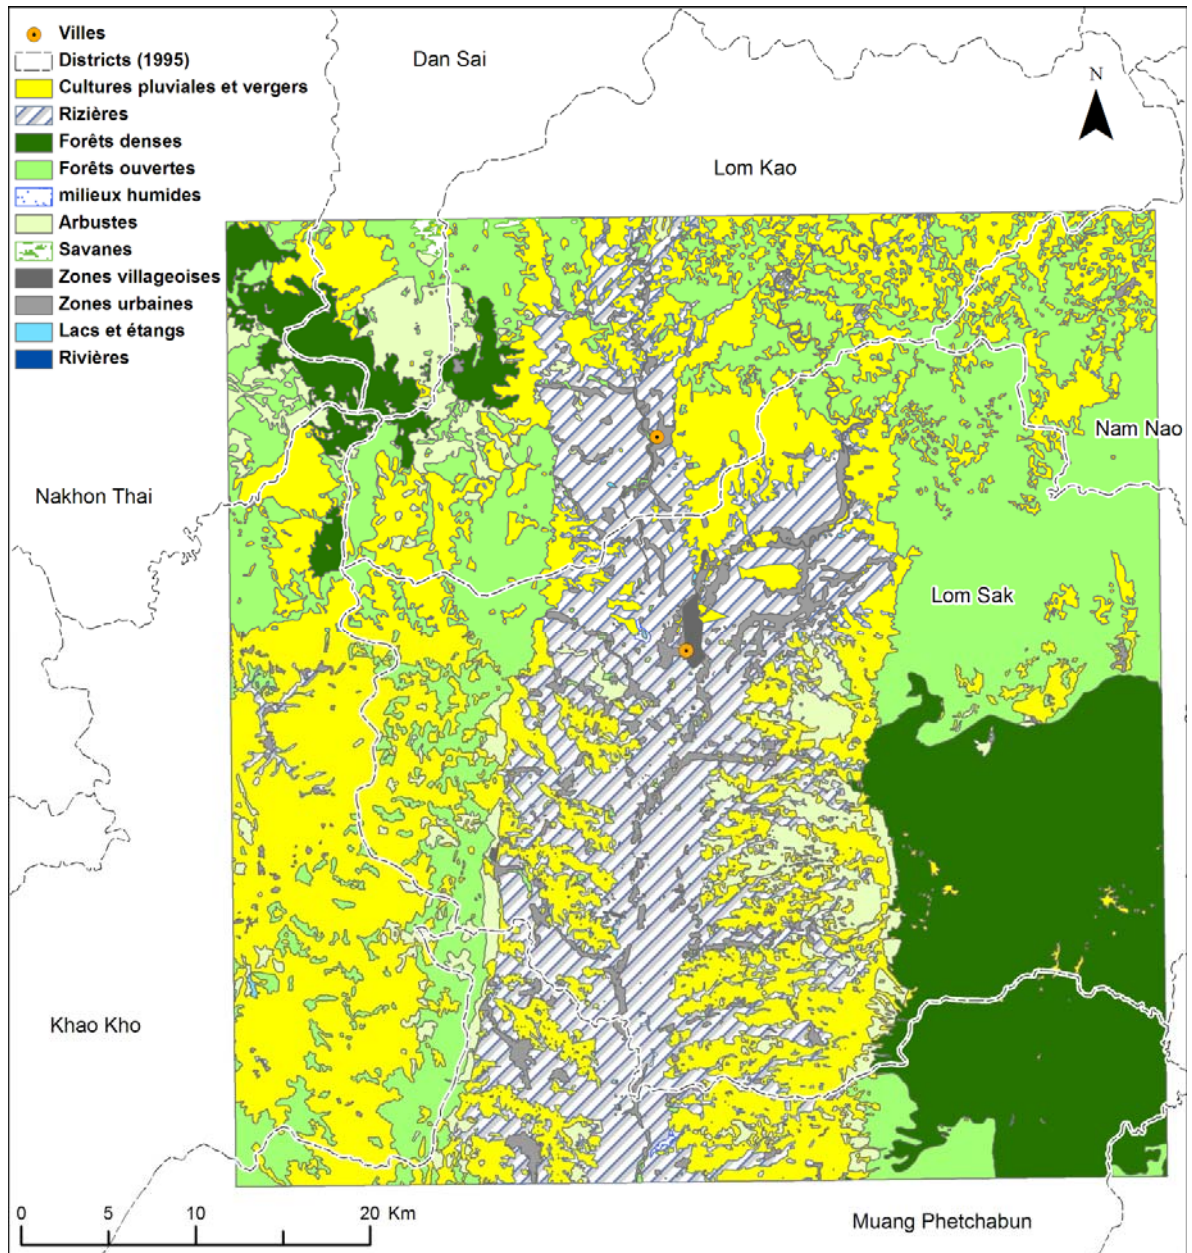 Villes
Districts (1995)
Cultures pluviales et vergers
Rizières
Forêts denses
Forêts ouvertes
milieux humides
Arbustes
Savanes
Zones villageoises
Zones urbaines
Lacs et étangs
Rivières
Dan Sai
N
Lom Kao
Nam Nao
Nakhon Thai
Lom Sak
Khao Kho
Muang Phetchabun
0 5 10 20 Km